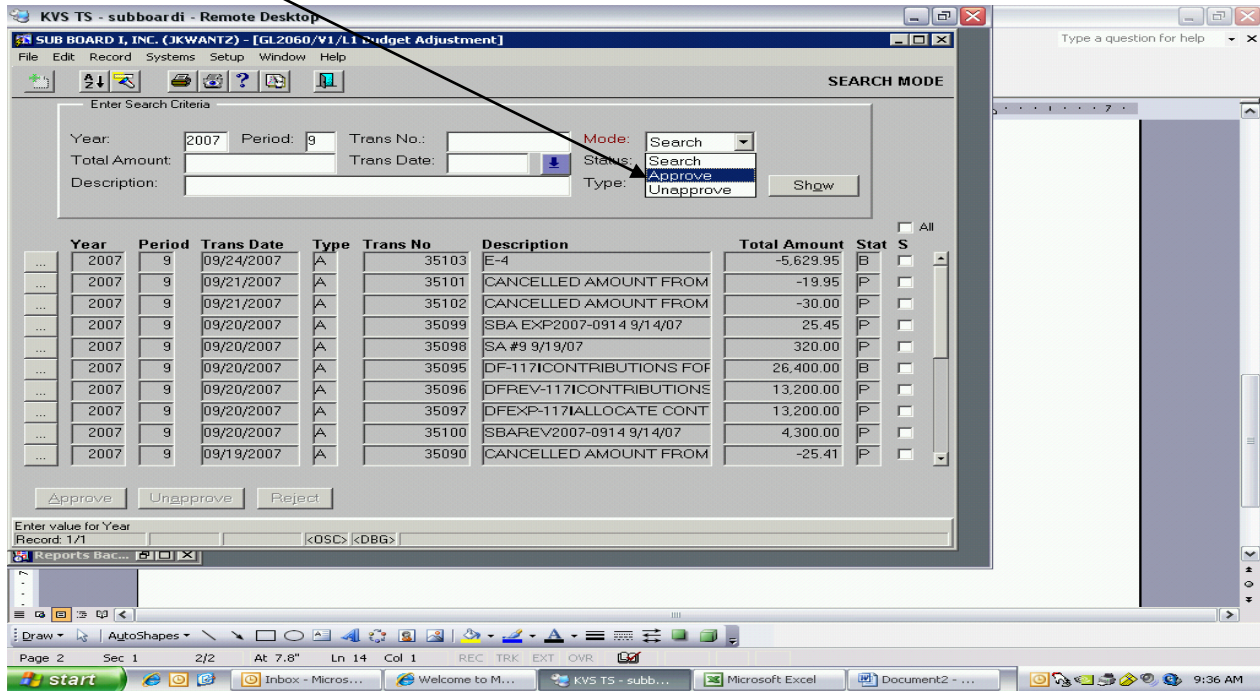 KVS TS - subboardi - Remote Desktop
Type a question for help
SUB BOARD I, INC. (JKWANTZ) - [GL2060/V1/L1 Budget Adjustment]
File Edit Record Systems Setup Window Help
SEARCH MODE
Enter Search Criteria
Year: 2007 Period: 9 Trans No.: Mode: Search
Total Amount: Trans Date: Status: Search
Approve
Description: Type: Unapprove Show
All
Year Period Trans Date Type Trans No Description Total Amount Stat S
... 2007 9 09/24/2007 A 35103 E-4 -5,629.95 B
... 2007 9 09/21/2007 A 35101 CANCELLED AMOUNT FROM -19.95 P
... 2007 9 09/21/2007 A 35102 CANCELLED AMOUNT FROM -30.00 P
... 2007 9 09/20/2007 A 35099 SBA EXP2007-0914 9/14/07 25.45 P
... 2007 9 09/20/2007 A 35098 SA #9 9/19/07 320.00 P
... 2007 9 09/20/2007 A 35095 DF-117ICONTRIBUTIONS FOR 26,400.00 B
... 2007 9 09/20/2007 A 35096 DFREV-117ICONTRIBUTIONS 13,200.00 P
... 2007 9 09/20/2007 A 35097 DFEXP-117IALLOCATE CONT 13,200.00 P
... 2007 9 09/20/2007 A 35100 SBAREV2007-0914 9/14/07 4,300.00 P
... 2007 9 09/19/2007 A 35090 CANCELLED AMOUNT FROM -25.41 P
Approve Unapprove Reject
Enter value for Year
Record: 1/1 <OSC> <DBG>
Reports Bac...
Draw AutoShapes
Page 2 Sec 1 2/2 At 7.8" Ln 14 Col 1 REC TRK EXT OVR
start Inbox - Micros... Welcome to M... KVS TS - subb... Microsoft Excel Document2 - ... 9:36 AM